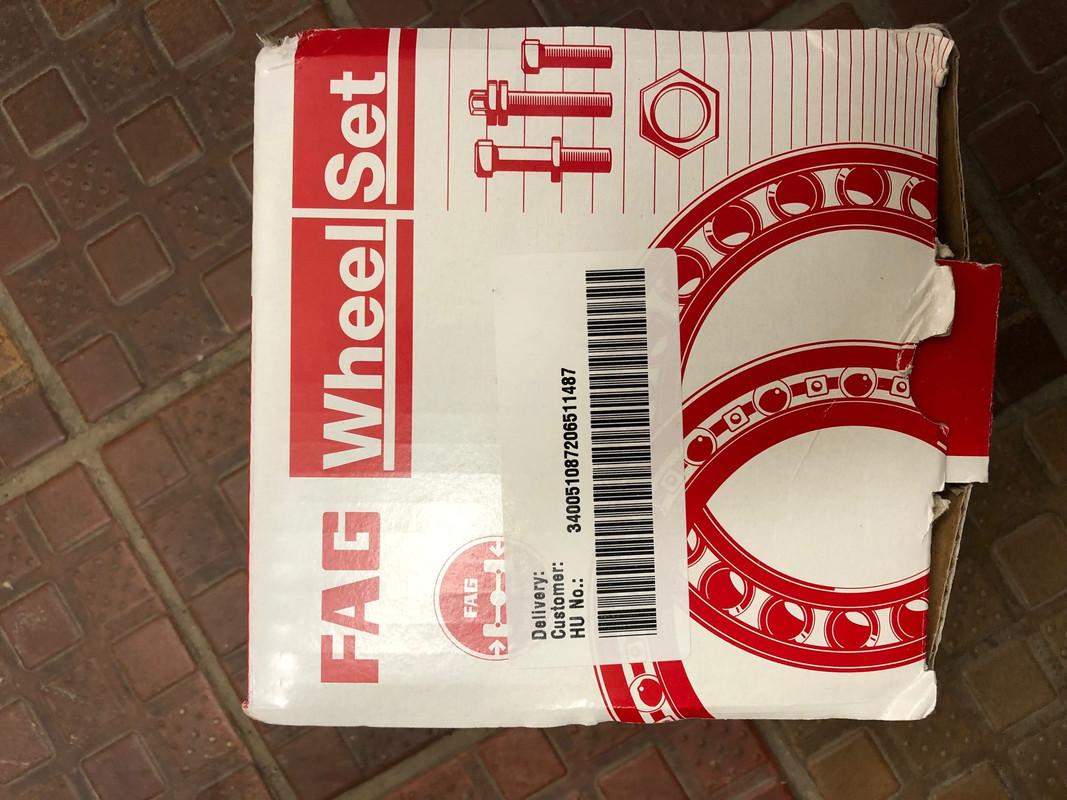 FAG Wheel Set
FAG
Delivery:
Customer:
HU No.: 340051087206511487